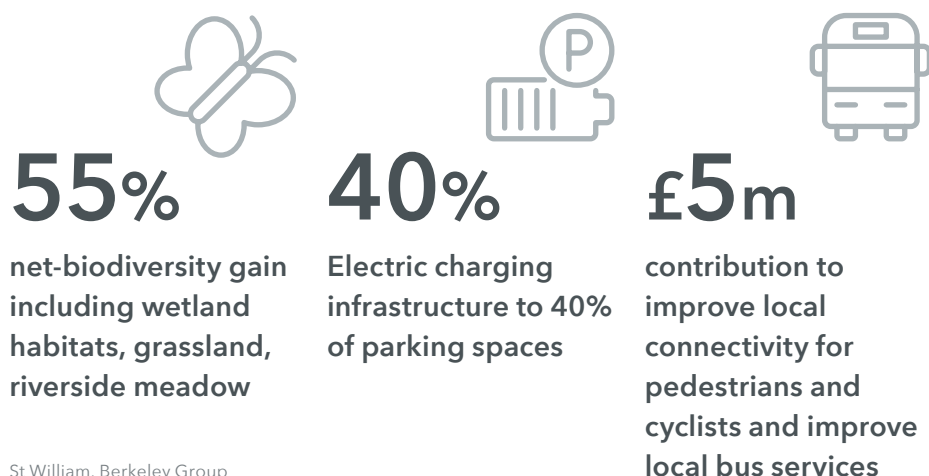 P
55%
net-biodiversity gain
including wetland
habitats, grassland,
riverside meadow
40%
Electric charging
infrastructure to 40%
of parking spaces
£5m
contribution to
improve local
connectivity for
pedestrians and
cyclists and improve
local bus services
St William, Berkeley Group